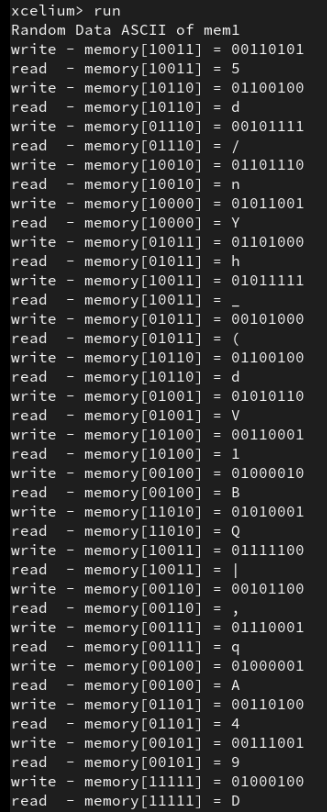 xcelium> run
Random Data ASCII of mem1
write - memory[10011] = 00110101
read  - memory[10011] = 5
write - memory[10110] = 01100100
read  - memory[10110] = d
write - memory[01110] = 00101111
read  - memory[01110] = /
write - memory[10010] = 01101110
read  - memory[10010] = n
write - memory[10000] = 01011001
read  - memory[10000] = Y
write - memory[01011] = 01101000
read  - memory[01011] = h
write - memory[10011] = 01011111
read  - memory[10011] = _
write - memory[01011] = 00101000
read  - memory[01011] = (
write - memory[10110] = 01100100
read  - memory[10110] = d
write - memory[01001] = 01010110
read  - memory[01001] = V
write - memory[10100] = 00110001
read  - memory[10100] = 1
write - memory[00100] = 01000010
read  - memory[00100] = B
write - memory[11010] = 01010001
read  - memory[11010] = Q
write - memory[10011] = 01111100
read  - memory[10011] = |
write - memory[00110] = 00101100
read  - memory[00110] = ,
write - memory[00111] = 01110001
read  - memory[00111] = q
write - memory[00100] = 01000001
read  - memory[00100] = A
write - memory[01101] = 00110100
read  - memory[01101] = 4
write - memory[00101] = 00111001
read  - memory[00101] = 9
write - memory[11111] = 01000100
read  - memory[11111] = D